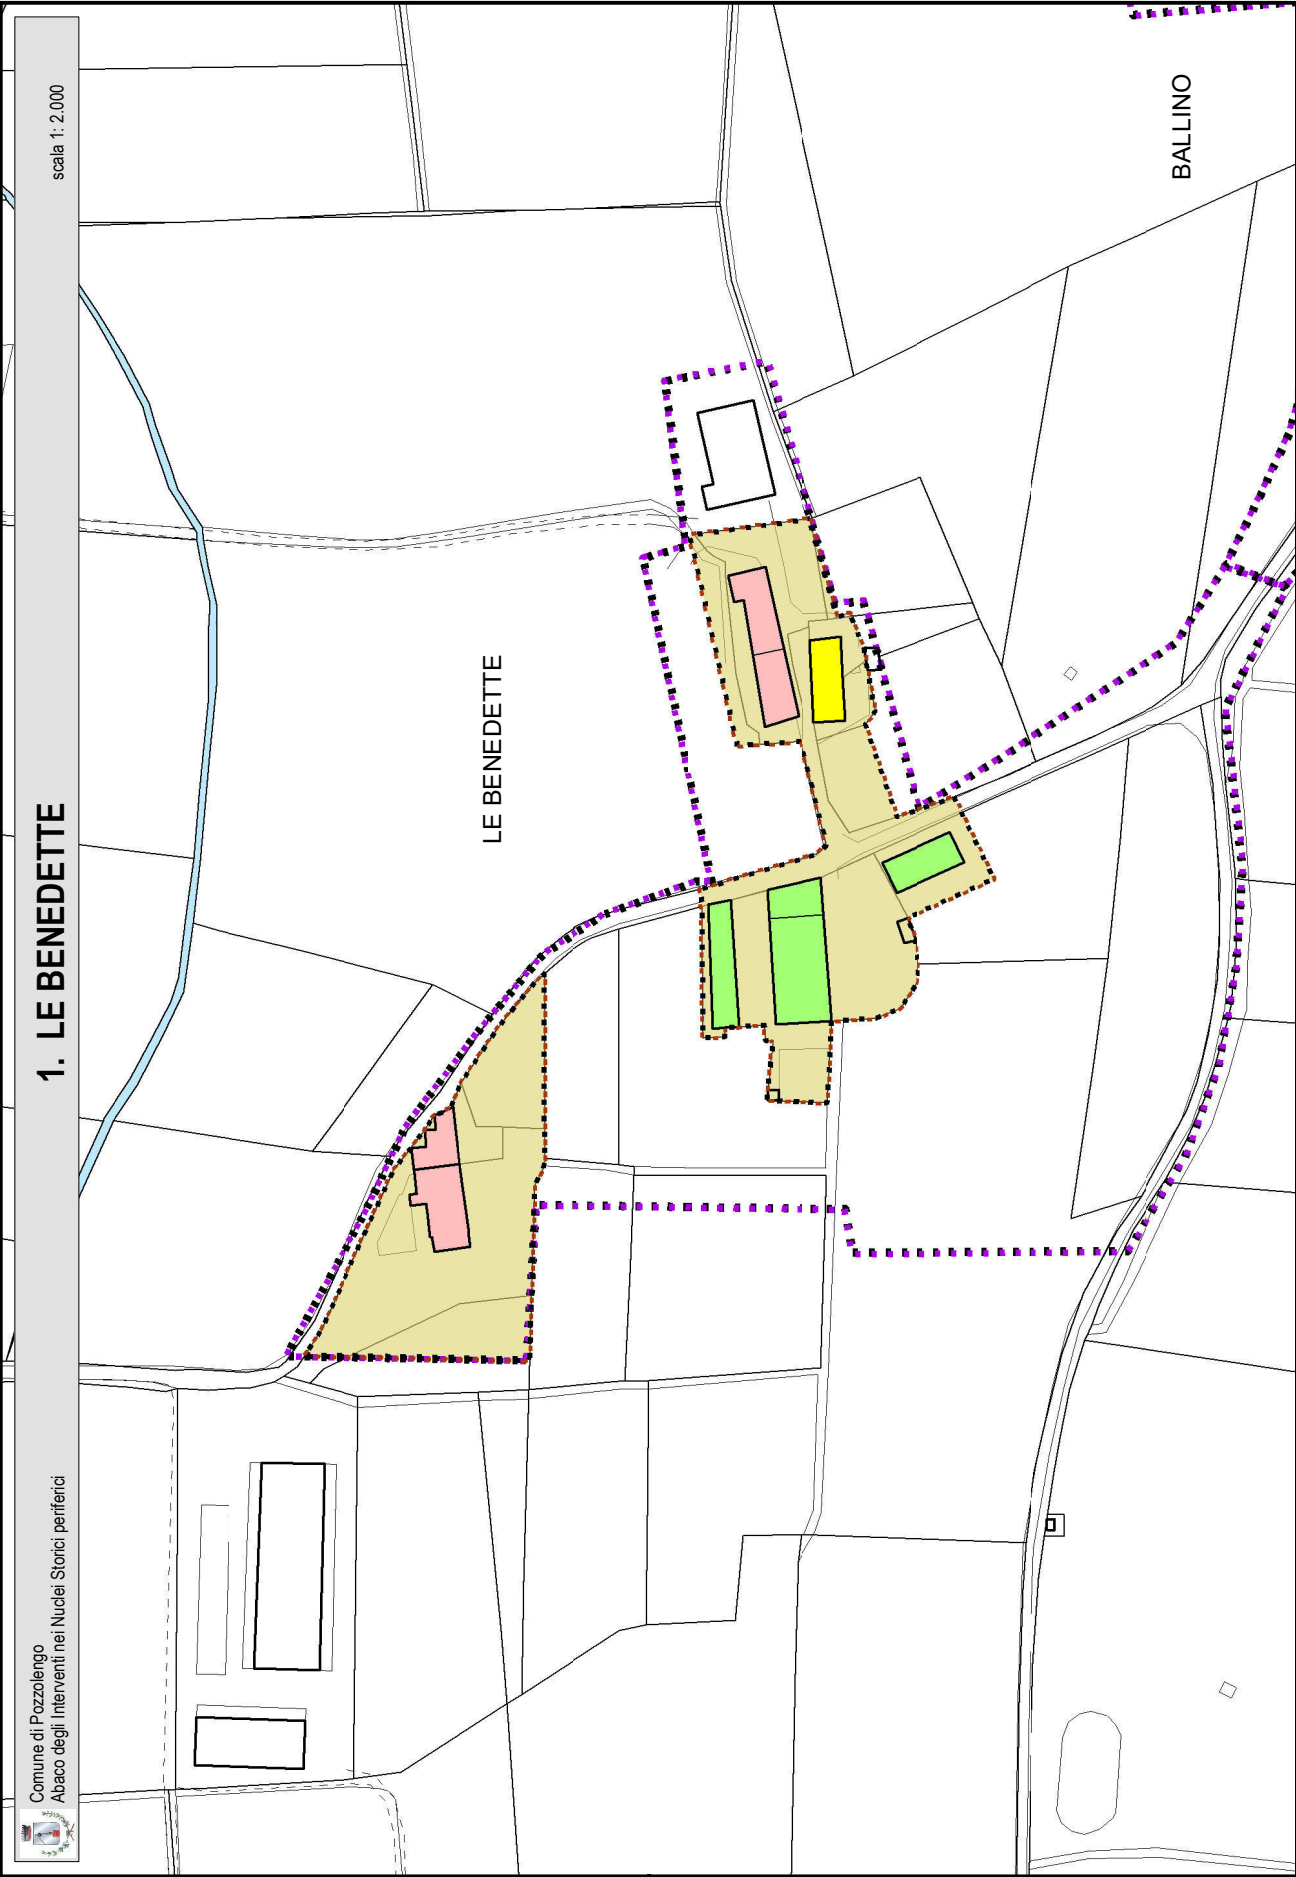 Comune di Pozzolengo
Abaco degli Interventi nei Nuclei Storici periferici
1. LE BENEDETTE
scala 1: 2.000
LE BENEDETTE
BALLINO